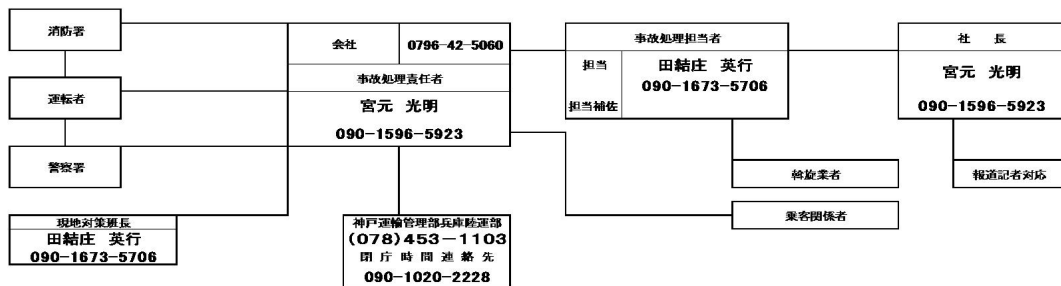 消防署
運転者
警察署
会社 0796-42-5060
事故処理責任者
宮元 光明
090-1596-5923
事故処理担当者
担当 田結庄 英行
090-1673-5706
担当補佐
社 長
宮元 光明
090-1596-5923
斡旋業者
報道記者対応
乗客関係者
現地対策班長
田結庄 英行
090-1673-5706
神戸運輸管理部兵庫陸運部
(078)453-1103
閉庁時間連絡先
090-1020-2228